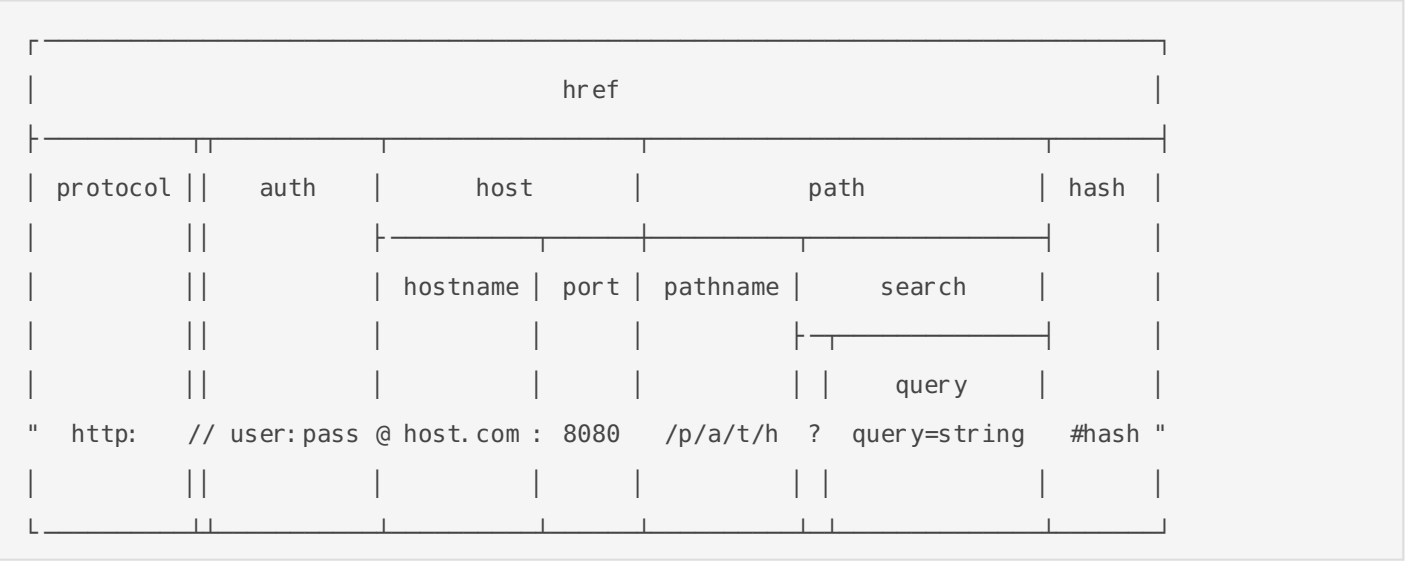 href
protocol auth host path hash
hostname port pathname search
query
" http: // user:pass @ host.com : 8080 /p/a/t/h ? query=string #hash "